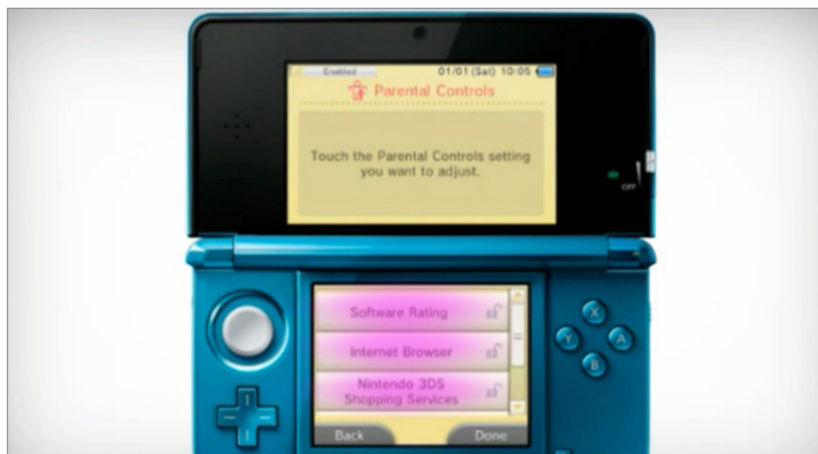 Enabled 01/01 (Sat) 10:05
Parental Controls
Touch the Parental Controls setting
you want to adjust.
OFF
Software Rating
Internet Browser
Nintendo 3DS
Shopping Services
Back Done
X
Y A
B